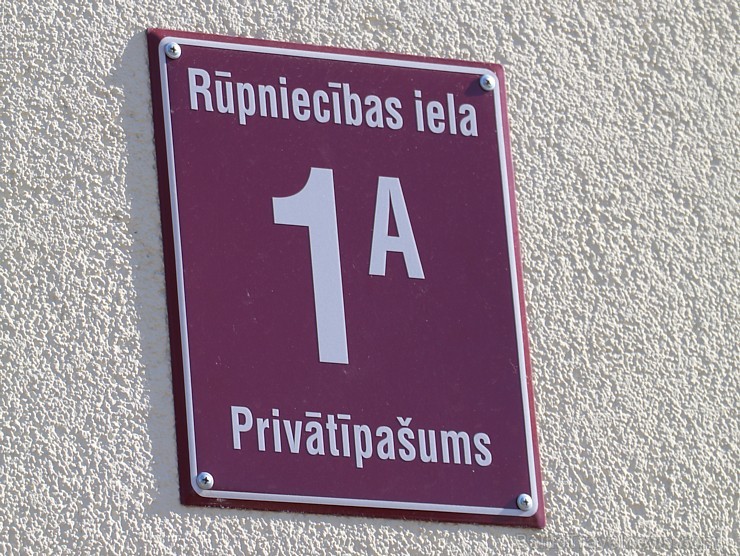 Rūpniecības iela
1A
Privātīpašums